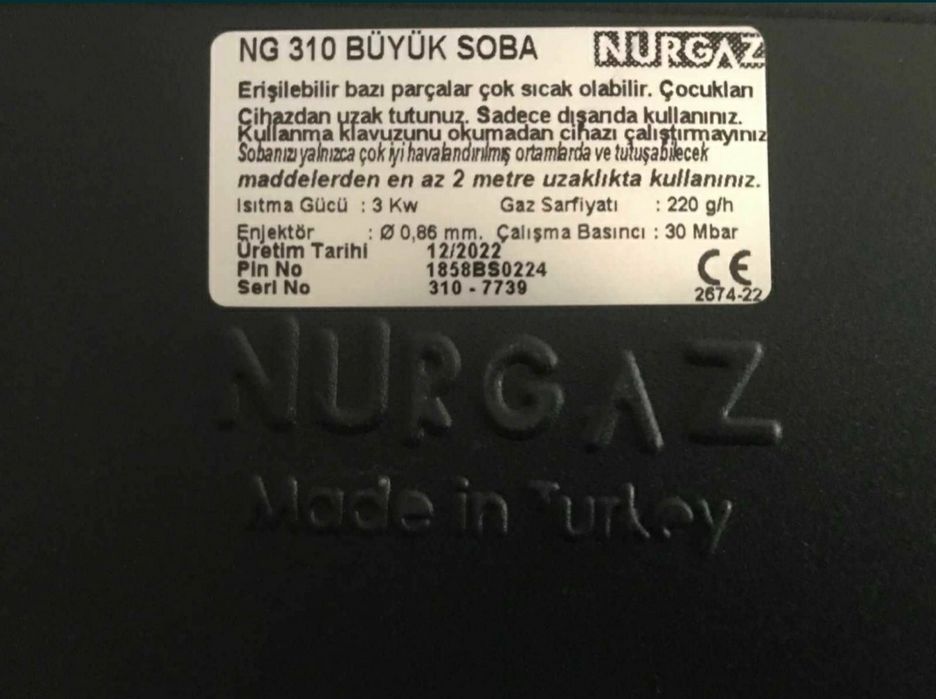 NG 310 BÜYÜK SOBA NURGAZ
Erişilebilir bazı parçalar çok sıcak olabilir. Çocukları
Cihazdan uzak tutunuz. Sadece dışarıda kullanınız.
Kullanma klavuzunu okumadan cihazı çalıştırmayınız
Sobanızı yalnızca çok iyi havalandırılmış ortamlarda ve tutuşabilecek
maddelerden en az 2 metre uzaklıkta kullanınız.
Isıtma Gücü : 3 Kw Gaz Sarfiyatı : 220 g/h
Enjektör : Ø 0,86 mm. Çalışma Basıncı : 30 Mbar
Üretim Tarihi 12/2022
Pin No 1858BS0224
Seri No 310 - 7739
CE
2674-22
NURGAZ
Made in Turkey